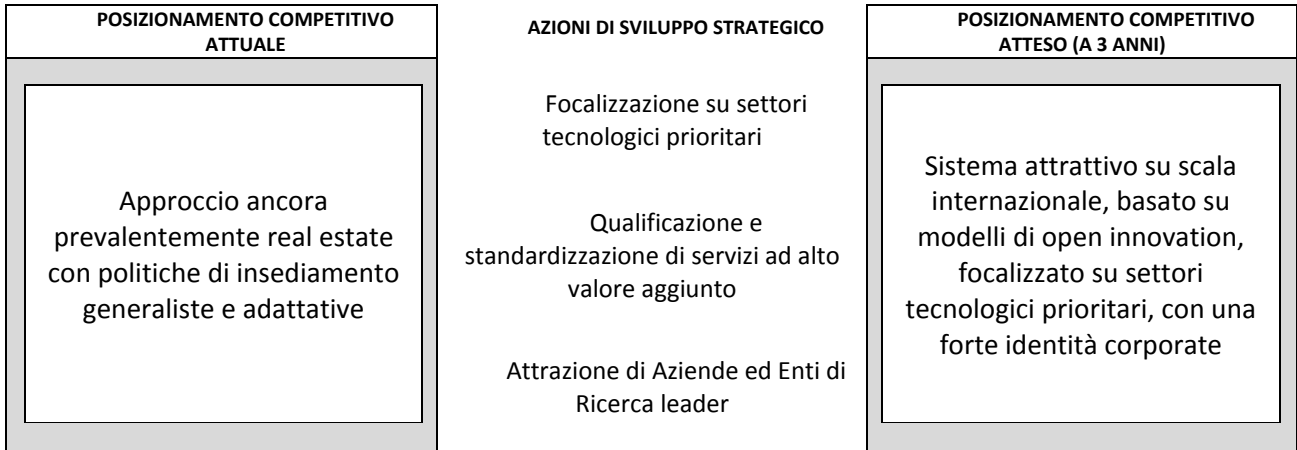 POSIZIONAMENTO COMPETITIVO
ATTUALE
Approccio ancora
prevalentemente real estate
con politiche di insediamento
generaliste e adattative
AZIONI DI SVILUPPO STRATEGICO
Focalizzazione su settori
tecnologici prioritari
Qualificazione e
standardizzazione di servizi ad alto
valore aggiunto
Attrazione di Aziende ed Enti di
Ricerca leader
POSIZIONAMENTO COMPETITIVO
ATTESO (A 3 ANNI)
Sistema attrattivo su scala
internazionale, basato su
modelli di open innovation,
focalizzato su settori
tecnologici prioritari, con una
forte identità corporate